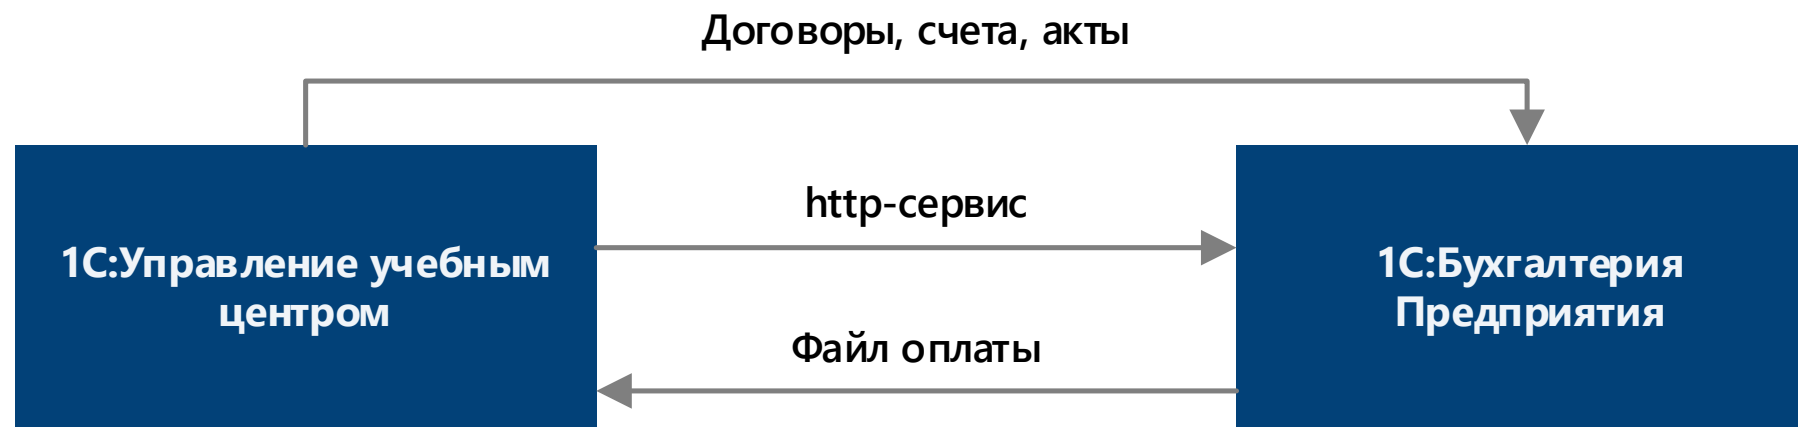 Договоры, счета, акты
http-сервис
1С:Управление учебным
центром
1С:Бухгалтерия
Предприятия
Файл оплаты